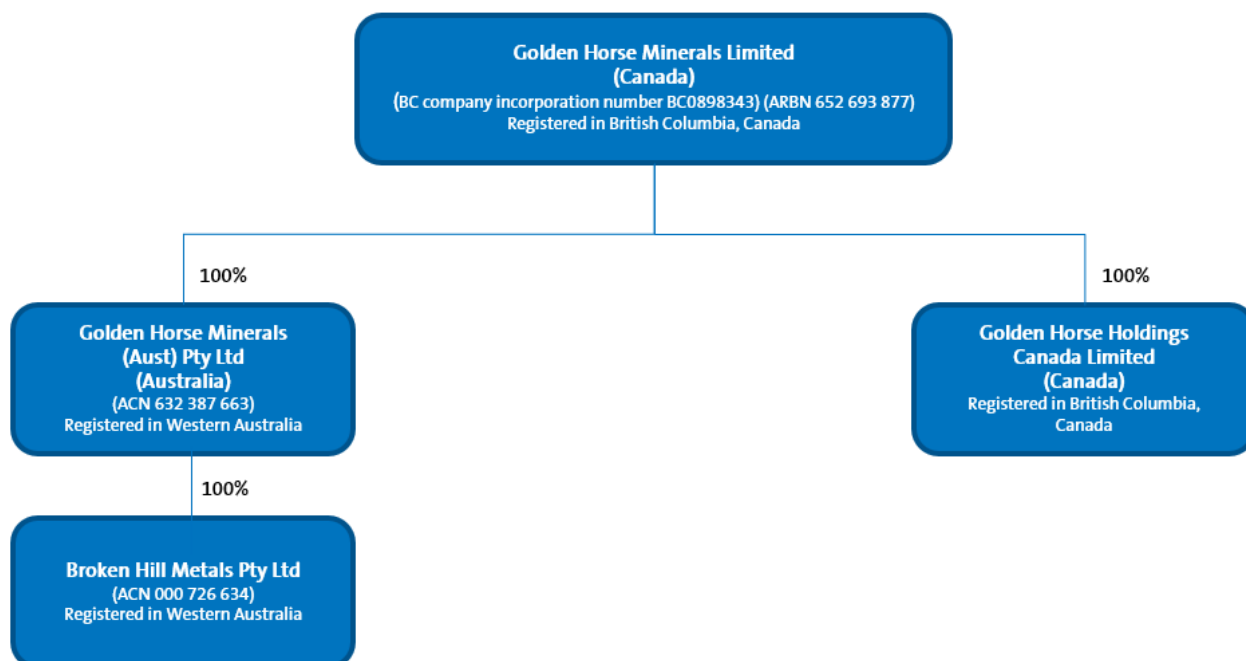 Golden Horse Minerals Limited
(Canada)
(BC company incorporation number BC0898343) (ARBN 652 693 877)
Registered in British Columbia, Canada
100%
100%
Golden Horse Minerals
(Aust) Pty Ltd
(Australia)
(ACN 632 387 663)
Registered in Western Australia
Golden Horse Holdings
Canada Limited
(Canada)
Registered in British Columbia,
Canada
100%
Broken Hill Metals Pty Ltd
(ACN 000 726 634)
Registered in Western Australia